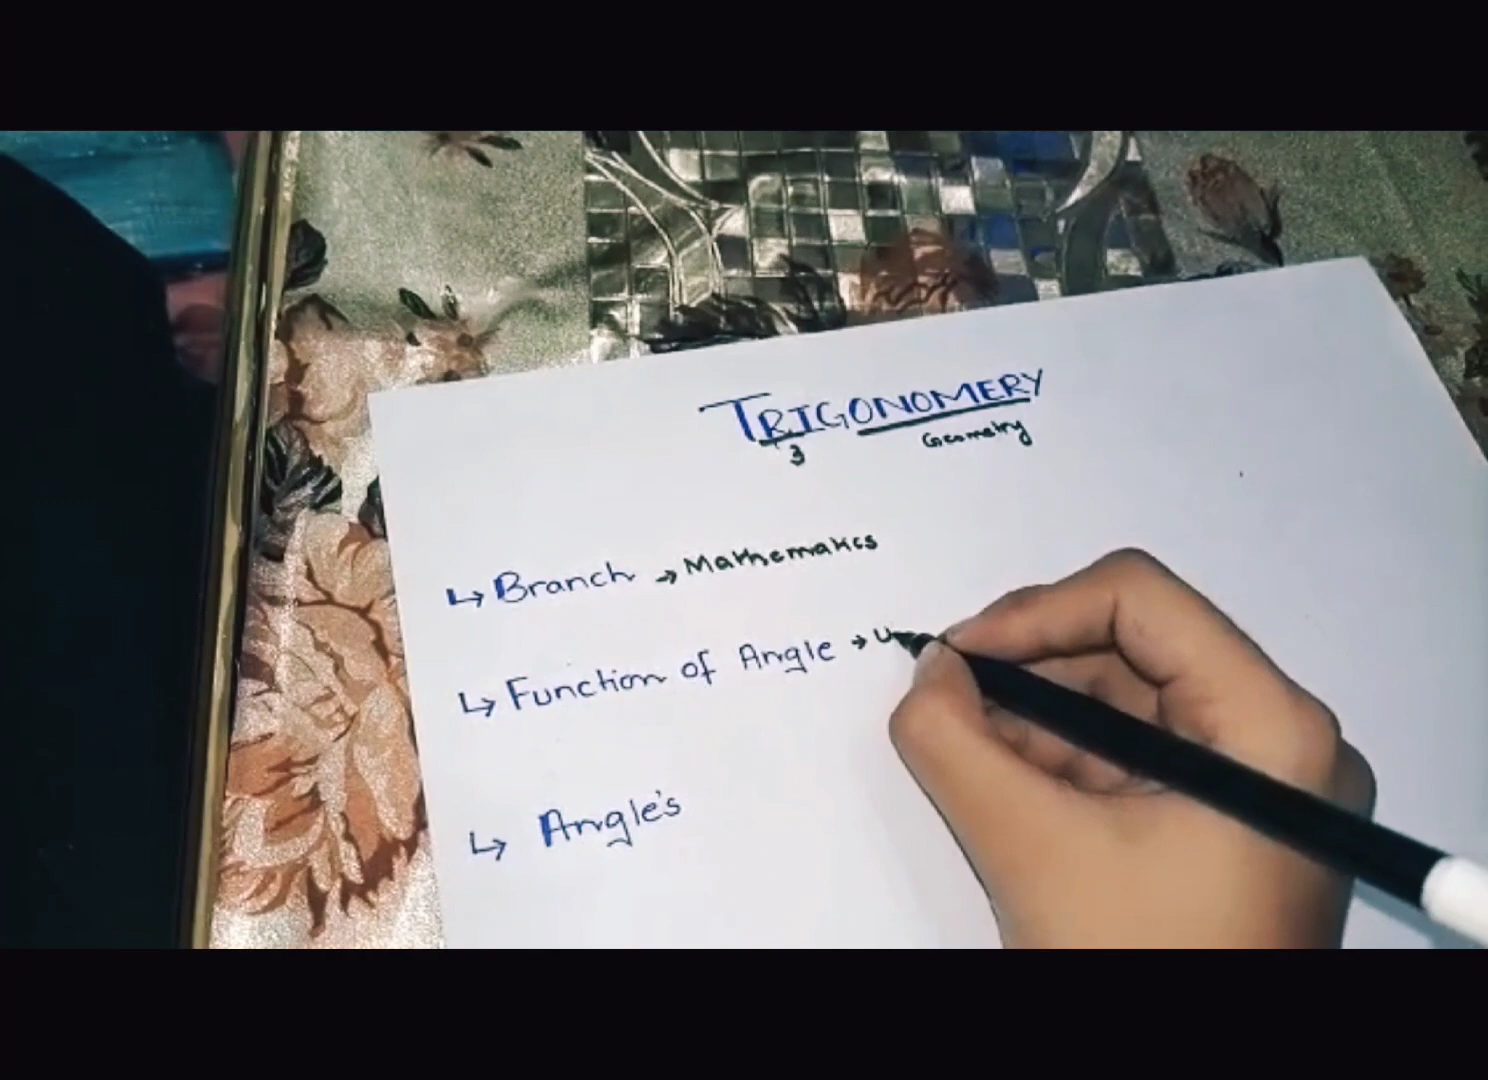 TRIGONOMERY
3 Geometry
↳ Branch → Mathematics
↳ Function of Angle → U
↳ Angle's